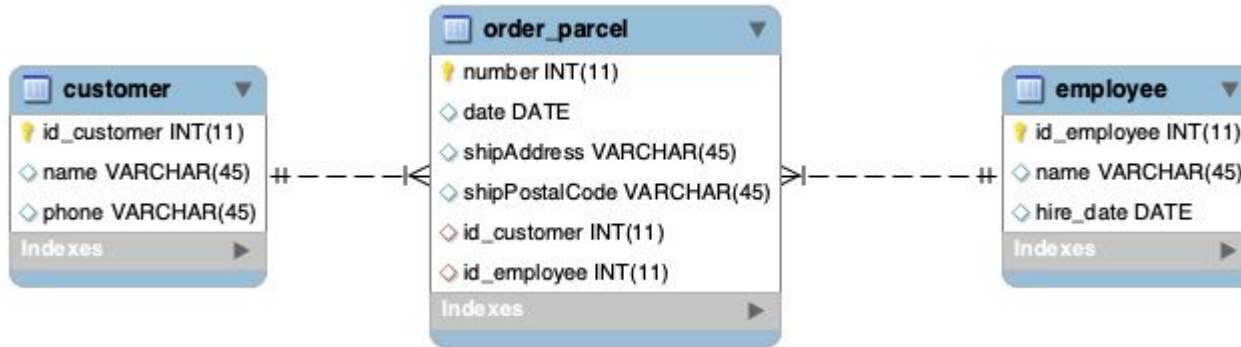 customer
id_customer INT(11)
name VARCHAR(45)
phone VARCHAR(45)
Indexes
order_parcel
number INT(11)
date DATE
shipAddress VARCHAR(45)
shipPostalCode VARCHAR(45)
id_customer INT(11)
id_employee INT(11)
Indexes
employee
id_employee INT(11)
name VARCHAR(45)
hire_date DATE
Indexes